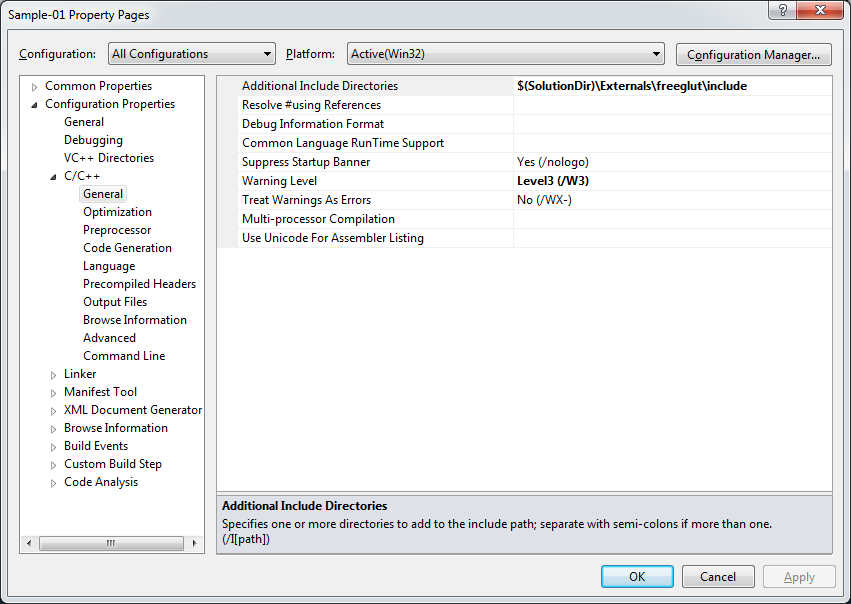 Sample-01 Property Pages
Configuration: All Configurations Platform: Active(Win32) Configuration Manager...
Common Properties
Configuration Properties
General
Debugging
VC++ Directories
C/C++
General
Optimization
Preprocessor
Code Generation
Language
Precompiled Headers
Output Files
Browse Information
Advanced
Command Line
Linker
Manifest Tool
XML Document Generator
Browse Information
Build Events
Custom Build Step
Code Analysis
Additional Include Directories $(SolutionDir)\Externals\freeglut\include
Resolve #using References
Debug Information Format
Common Language RunTime Support
Suppress Startup Banner Yes (/nologo)
Warning Level Level3 (/W3)
Treat Warnings As Errors No (/WX-)
Multi-processor Compilation
Use Unicode For Assembler Listing
Additional Include Directories
Specifies one or more directories to add to the include path; separate with semi-colons if more than one.
(/I[path])
OK Cancel Apply